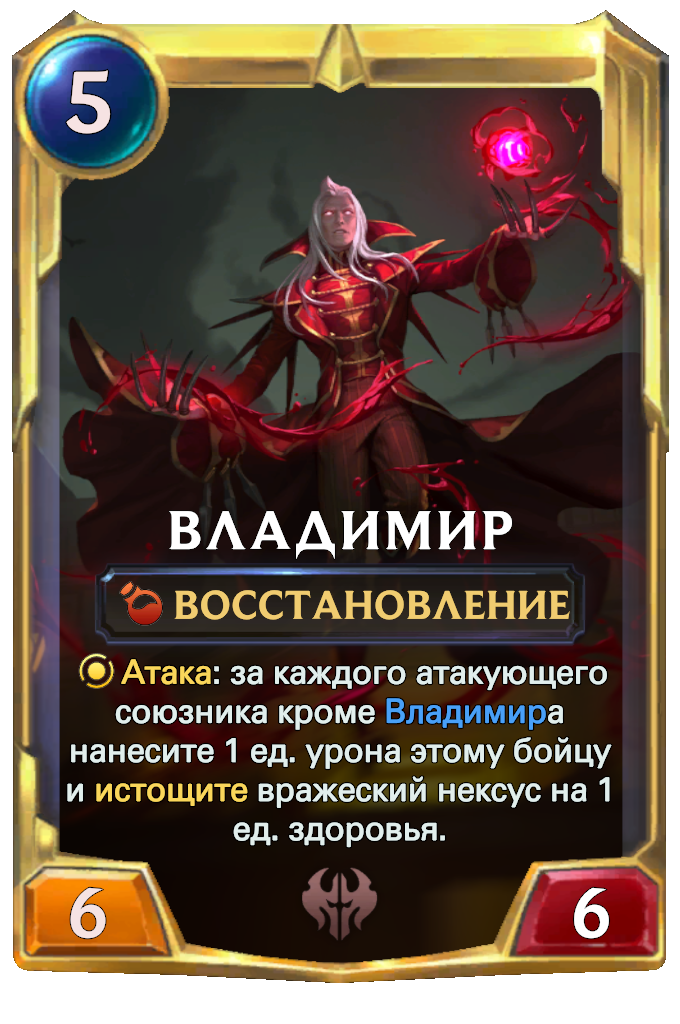 5
ВЛАДИМИР
ВОССТАНОВЛЕНИЕ
Атака: за каждого атакующего
союзника кроме Владимира
нанесите 1 ед. урона этому бойцу
и истощите вражеский нексус на 1
ед. здоровья.
6
6